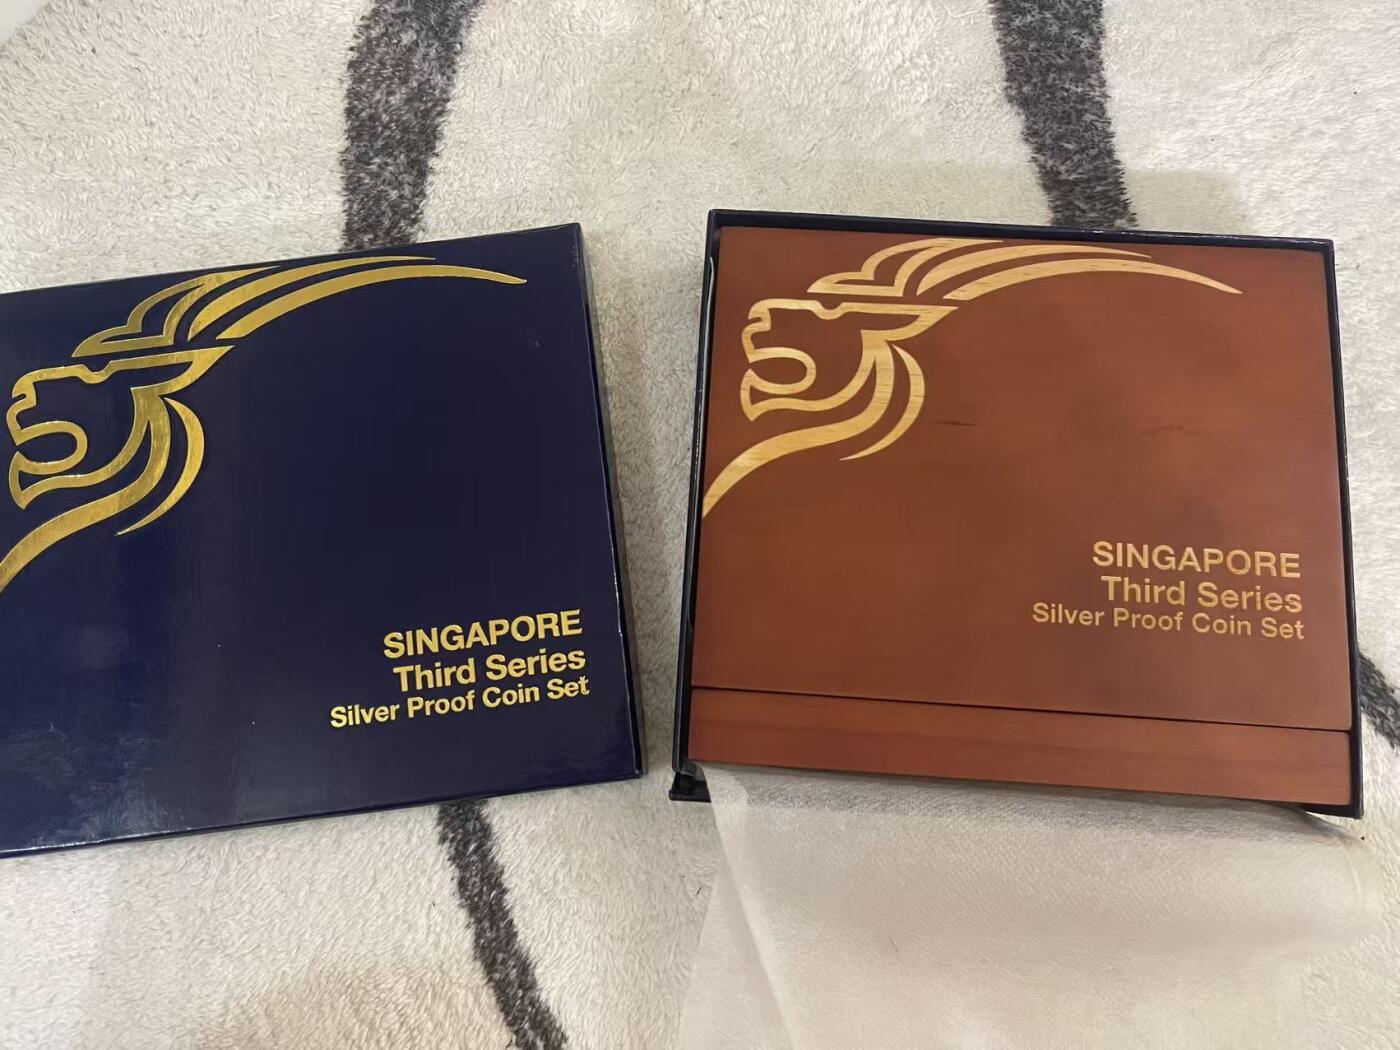 SINGAPORE
Third Series
Silver Proof Coin Set
SINGAPORE
Third Series
Silver Proof Coin Set